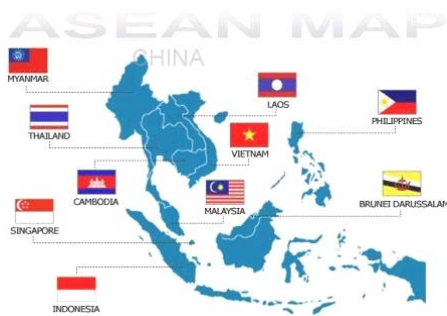 ASEAN MAP
CHINA
MYANMAR
LAOS
PHILIPPINES
THAILAND
VIETNAM
CAMBODIA
MALAYSIA
BRUNEI DARUSSALAM
SINGAPORE
INDONESIA